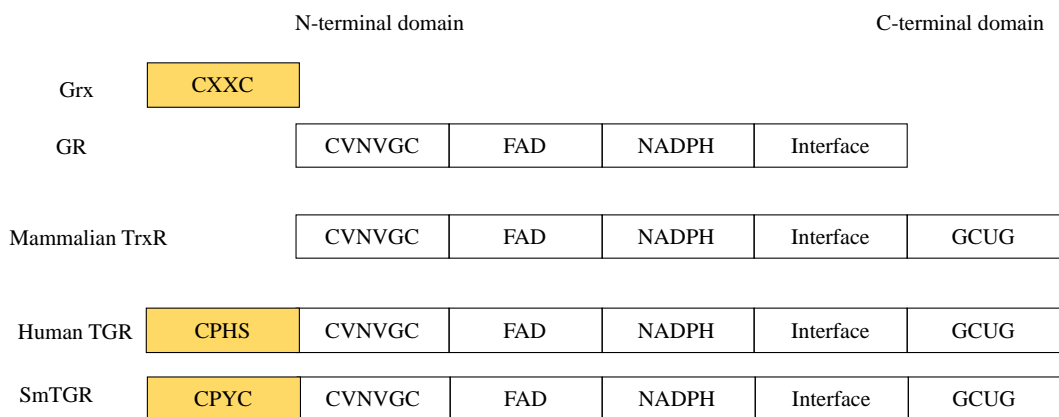 N-terminal domain C-terminal domain
Grx CXXC
GR CVNVGC FAD NADPH Interface
Mammalian TrxR CVNVGC FAD NADPH Interface GCUG
Human TGR CPHS CVNVGC FAD NADPH Interface GCUG
SmTGR CPYC CVNVGC FAD NADPH Interface GCUG